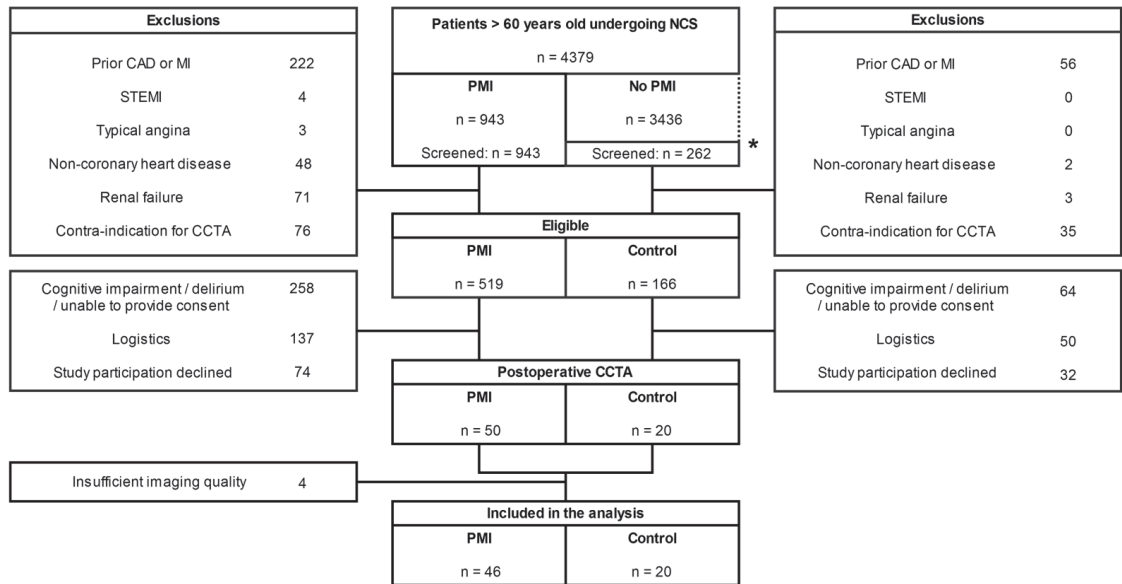 Exclusions
Prior CAD or MI 222
STEMI 4
Typical angina 3
Non-coronary heart disease 48
Renal failure 71
Contra-indication for CCTA 76
Patients > 60 years old undergoing NCS
n = 4379
PMI
n = 943
Screened: n = 943
No PMI
n = 3436
Screened: n = 262
*
Exclusions
Prior CAD or MI 56
STEMI 0
Typical angina 0
Non-coronary heart disease 2
Renal failure 3
Contra-indication for CCTA 35
Eligible
PMI
n = 519
Control
n = 166
Cognitive impairment / delirium 258
/ unable to provide consent
Logistics 137
Study participation declined 74
Cognitive impairment / delirium 64
/ unable to provide consent
Logistics 50
Study participation declined 32
Postoperative CCTA
PMI
n = 50
Control
n = 20
Insufficient imaging quality 4
Included in the analysis
PMI
n = 46
Control
n = 20